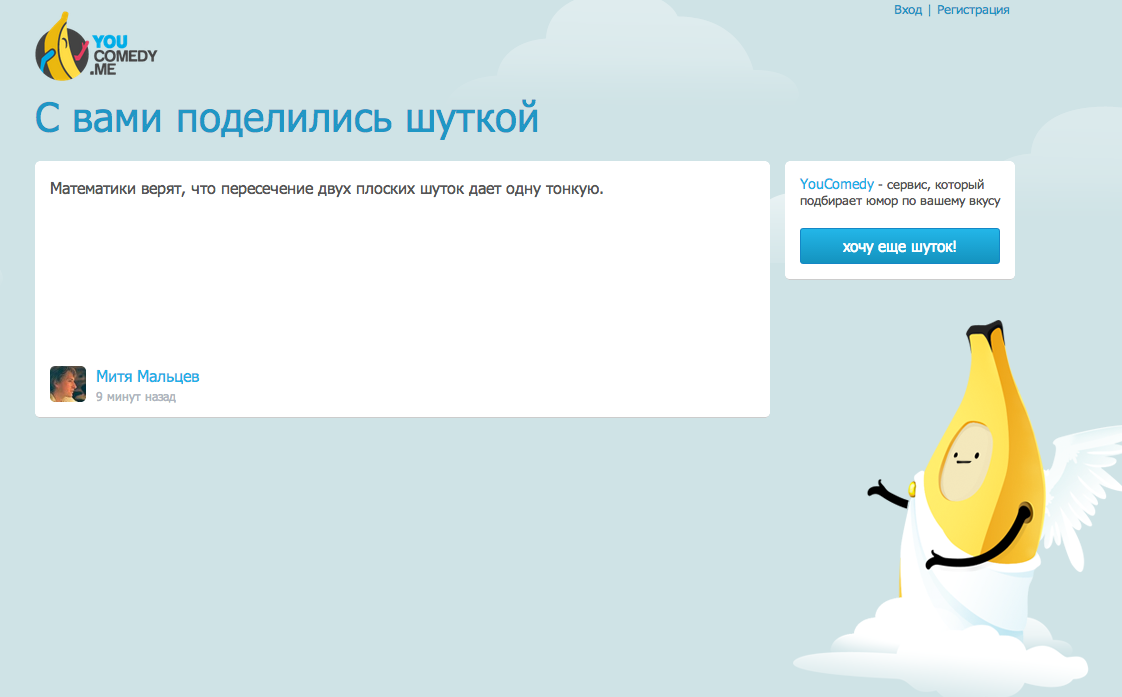 Вход | Регистрация
YOU
COMEDY
.ME
С вами поделились шуткой
Математики верят, что пересечение двух плоских шуток дает одну тонкую.
Митя Мальцев
9 минут назад
YouComedy - сервис, который
подбирает юмор по вашему вкусу
хочу еще шуток!